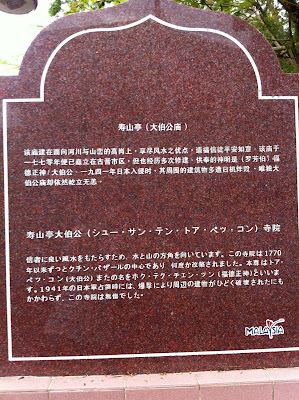 寿山亭（大伯公庙）
该庙建在面向河川与山峦的高岗上，享尽风水之优点，遥祷信徒平安如意。该庙于
一七七零年便已矗立在古晋市区，但也经历多次修建，供奉的神明是（罗芳伯）福
德正神/大伯公。一九四一年日本入侵时，其周围的建筑物多遭日机炸毁，唯独大
伯公庙却依然屹立无恙。
寿山亭大伯公（シュー・サン・テン・トア・ペッ・コン）寺院
信者に良い風水をもたらすため、水と山の方角を向いています。この寺院は1770
年以来ずっとクチン・バザールの中心であり 何度か改築されました。本尊はトア・
ペッ・コン（大伯公）またの名をホク・テク・チェン・ツン（福徳正神）といいま
す。1941年の日本軍占領時には、爆撃により周辺の建物がひどく破壊されたにも
かかわらず、この寺院は無傷でした。
MALAYSIA